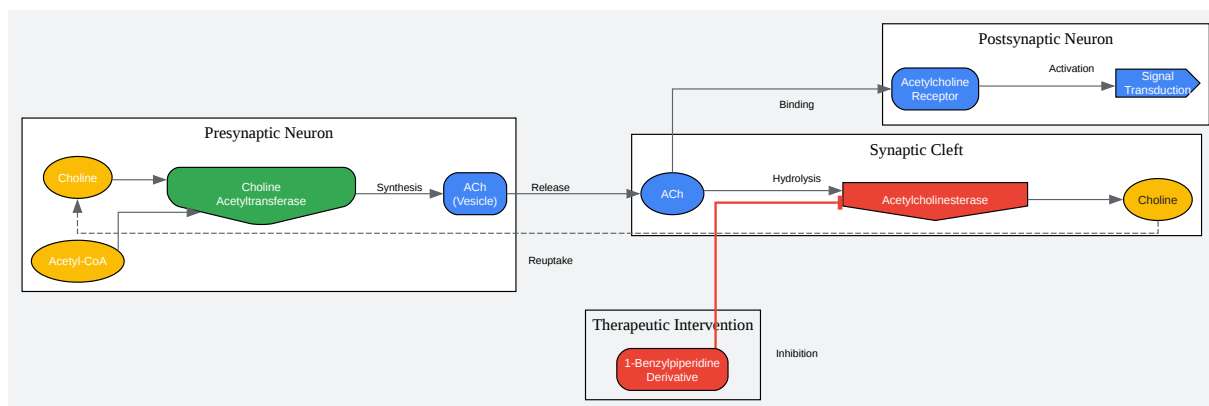 Postsynaptic Neuron
Acetylcholine
Receptor
Activation
Signal
Transduction
Binding
Presynaptic Neuron
Choline
Choline
Acetyltransferase
Synthesis
ACh
(Vesicle)
Release
Acetyl-CoA
Reuptake
Synaptic Cleft
ACh
Hydrolysis
Acetylcholinesterase
Choline
Therapeutic Intervention
1-Benzylpiperidine
Derivative
Inhibition